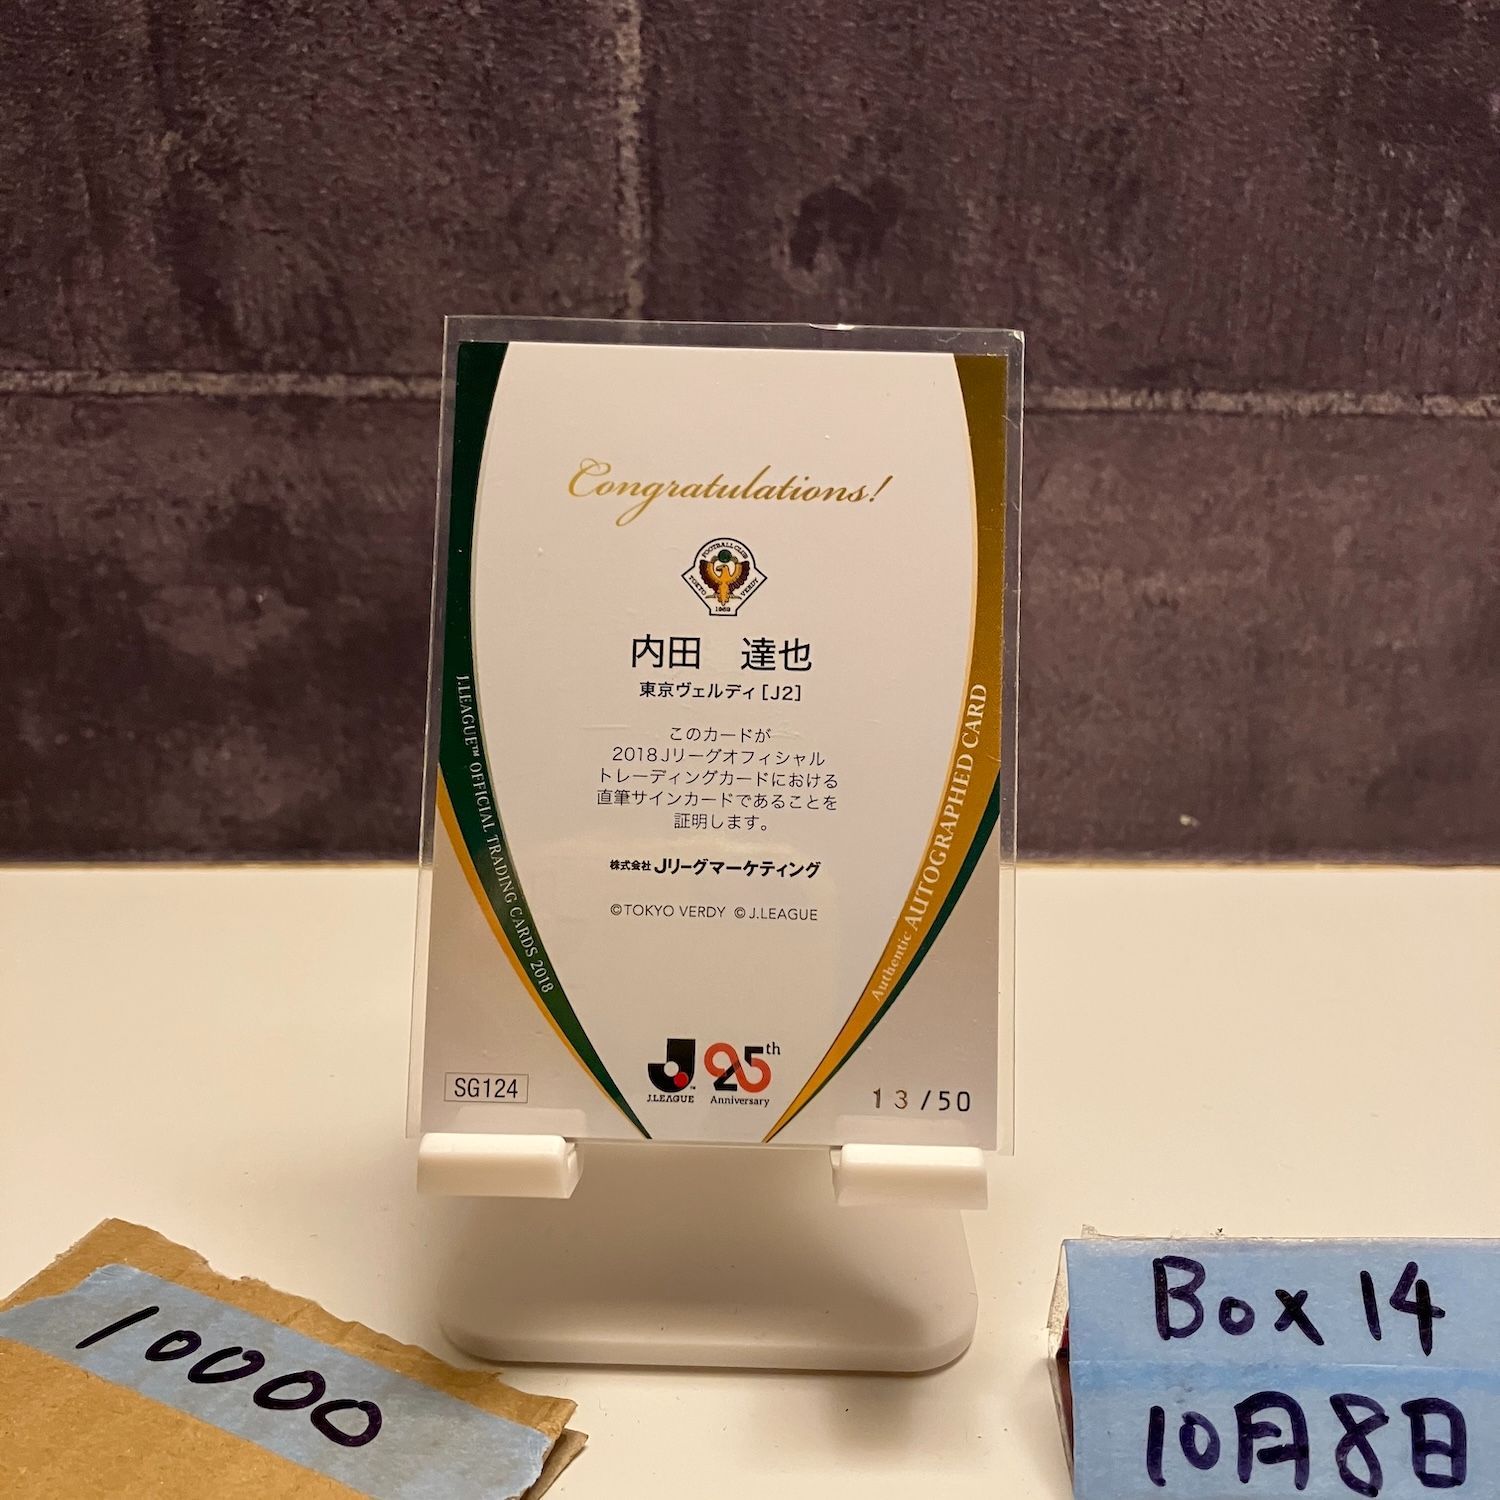 Congratulations!
FOOTBALL CLUB
TOKYO VERDY
1969
内田 達也
東京ヴェルディ[J2]
このカードが
2018Jリーグオフィシャル
トレーディングカードにおける
直筆サインカードであることを
証明します。
株式会社Jリーグマーケティング
©TOKYO VERDY ©J.LEAGUE
J.LEAGUE™ OFFICIAL TRADING CARDS 2018
Authentic AUTOGRAPHED CARD
J.LEAGUE™
25th
Anniversary
SG124
13/50
10000
Box 14
10月8日